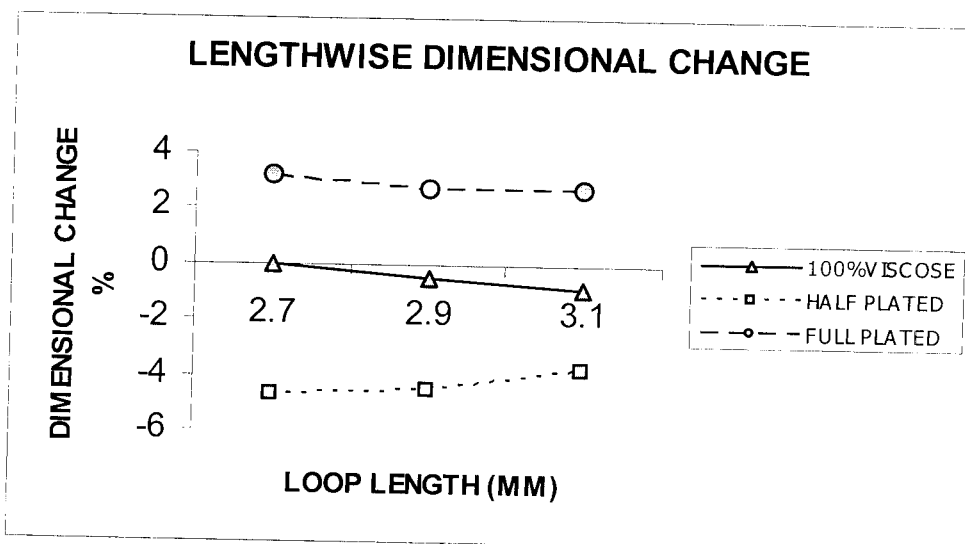 LENGTHWISE DIMENSIONAL CHANGE
DIMENSIONAL CHANGE
%
4
2
0
-2
-4
-6
2.7 2.9 3.1
LOOP LENGTH (MM)
100%VISCOSE
HALF PLATED
FULL PLATED